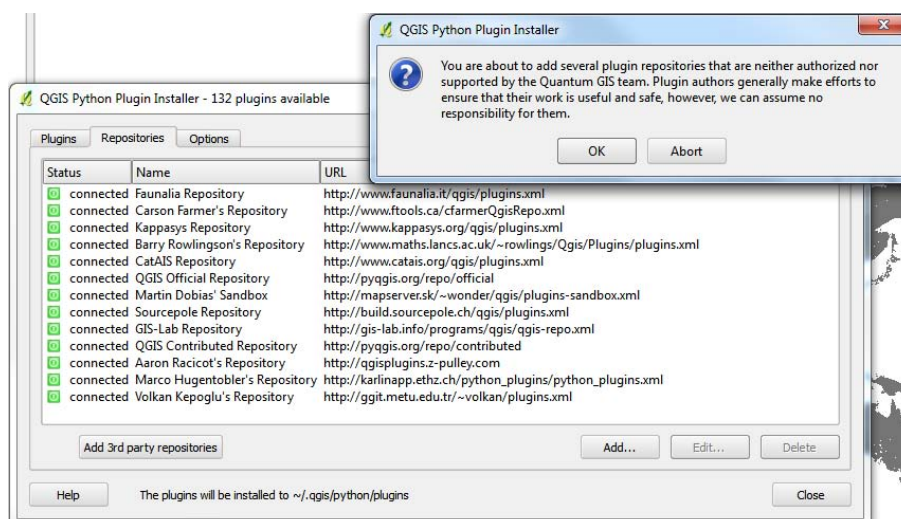 QGIS Python Plugin Installer
You are about to add several plugin repositories that are neither authorized nor
supported by the Quantum GIS team. Plugin authors generally make efforts to
ensure that their work is useful and safe, however, we can assume no
responsibility for them.
OK Abort
QGIS Python Plugin Installer - 132 plugins available
Plugins Repositories Options
Status Name URL
connected Faunalia Repository http://www.faunalia.it/qgis/plugins.xml
connected Carson Farmer's Repository http://www.ftools.ca/cfarmerQgisRepo.xml
connected Kappasys Repository http://www.kappasys.org/qgis/plugins.xml
connected Barry Rowlingson's Repository http://www.maths.lancs.ac.uk/~rowlings/Qgis/Plugins/plugins.xml
connected CatAIS Repository http://www.catais.org/qgis/plugins.xml
connected QGIS Official Repository http://pyqgis.org/repo/official
connected Martin Dobias' Sandbox http://mapserver.sk/~wonder/qgis/plugins-sandbox.xml
connected Sourcepole Repository http://build.sourcepole.ch/qgis/plugins.xml
connected GIS-Lab Repository http://gis-lab.info/programs/qgis/qgis-repo.xml
connected QGIS Contributed Repository http://pyqgis.org/repo/contributed
connected Aaron Racicot's Repository http://qgisplugins.z-pulley.com
connected Marco Hugentobler's Repository http://karlinapp.ethz.ch/python_plugins/python_plugins.xml
connected Volkan Kepoglu's Repository http://ggit.metu.edu.tr/~volkan/plugins.xml
Add 3rd party repositories Add... Edit... Delete
Help The plugins will be installed to ~/.qgis/python/plugins Close